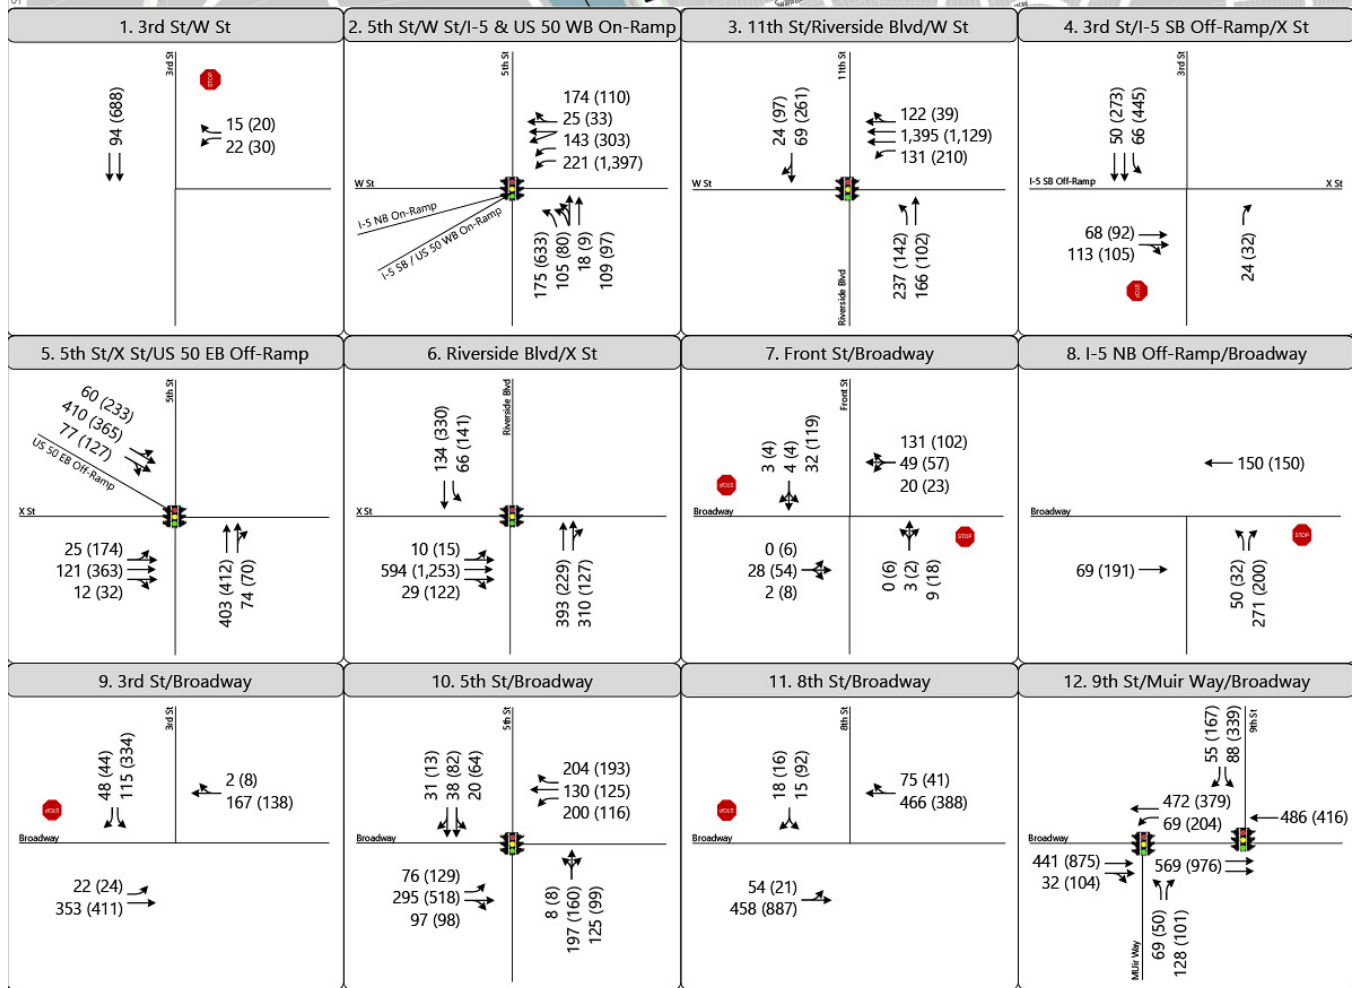 1. 3rd St/W St
3rd St
STOP
94 (688)
15 (20)
22 (30)
2. 5th St/W St/I-5 & US 50 WB On-Ramp
5th St
174 (110)
25 (33)
143 (303)
221 (1,397)
W St
I-5 NB On-Ramp
I-5 SB / US 50 WB On-Ramp
175 (633)
105 (80)
18 (9)
109 (97)
3. 11th St/Riverside Blvd/W St
11th St
24 (97)
69 (261)
122 (39)
1,395 (1,129)
131 (210)
W St
237 (142)
166 (102)
Riverside Blvd
4. 3rd St/I-5 SB Off-Ramp/X St
3rd St
50 (273)
66 (445)
I-5 SB Off-Ramp
X St
68 (92)
113 (105)
STOP
24 (32)
5. 5th St/X St/US 50 EB Off-Ramp
5th St
60 (233)
410 (365)
77 (127)
US 50 EB Off-Ramp
X St
25 (174)
121 (363)
12 (32)
403 (412)
74 (70)
6. Riverside Blvd/X St
Riverside Blvd
134 (330)
66 (141)
X St
10 (15)
594 (1,253)
29 (122)
393 (229)
310 (127)
7. Front St/Broadway
Front St
3 (4)
4 (4)
32 (119)
131 (102)
49 (57)
20 (23)
STOP
Broadway
0 (6)
28 (54)
2 (8)
0 (6)
3 (2)
9 (18)
STOP
8. I-5 NB Off-Ramp/Broadway
150 (150)
Broadway
69 (191)
50 (32)
271 (200)
STOP
9. 3rd St/Broadway
3rd St
48 (44)
115 (334)
2 (8)
167 (138)
STOP
Broadway
22 (24)
353 (411)
10. 5th St/Broadway
5th St
31 (13)
38 (82)
20 (64)
204 (193)
130 (125)
200 (116)
76 (129)
295 (518)
97 (98)
8 (8)
197 (160)
125 (99)
11. 8th St/Broadway
8th St
18 (16)
15 (92)
75 (41)
466 (388)
STOP
54 (21)
458 (887)
12. 9th St/Muir Way/Broadway
9th St
55 (167)
88 (339)
472 (379)
69 (204)
486 (416)
Broadway
441 (875)
32 (104)
569 (976)
69 (50)
128 (101)
MUir Way